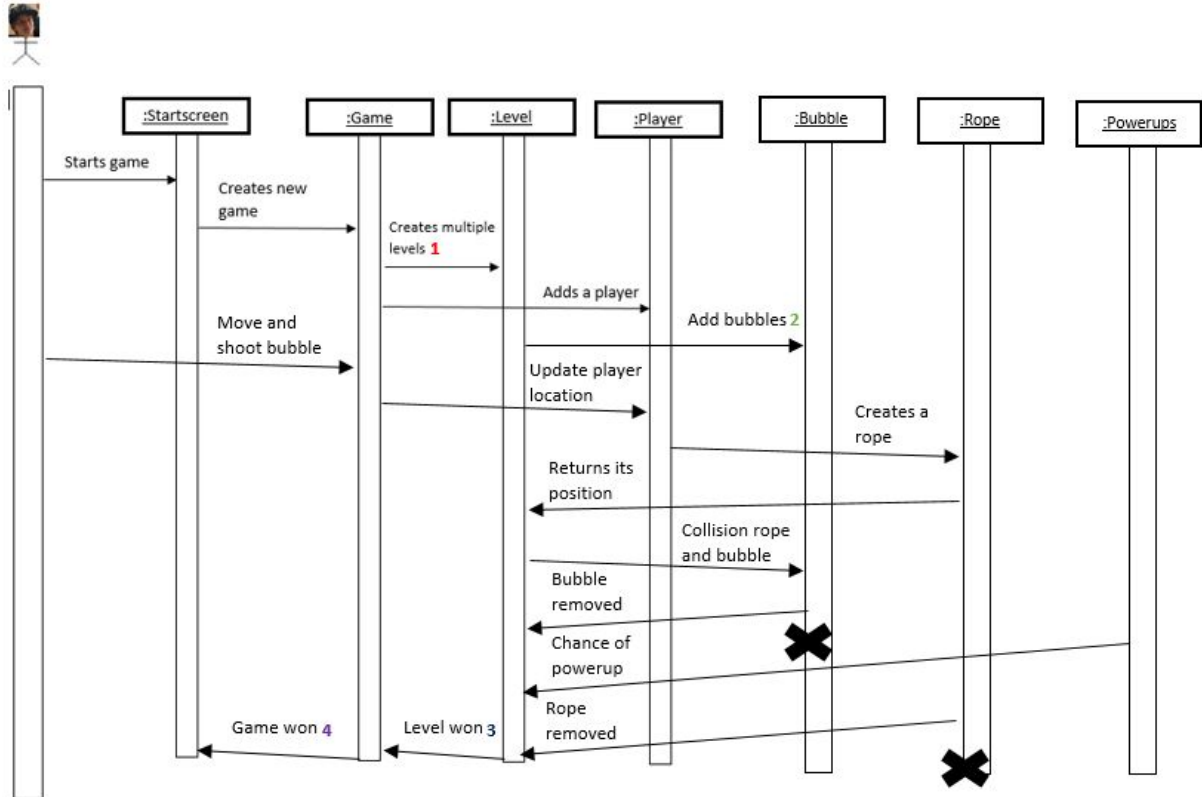 :Startscreen
:Game
:Level
:Player
:Bubble
:Rope
:Powerups
Starts game
Creates new
game
Creates multiple
levels 1
Adds a player
Add bubbles 2
Move and
shoot bubble
Update player
location
Creates a
rope
Returns its
position
Collision rope
and bubble
Bubble
removed
Chance of
powerup
Rope
removed
Level won 3
Game won 4